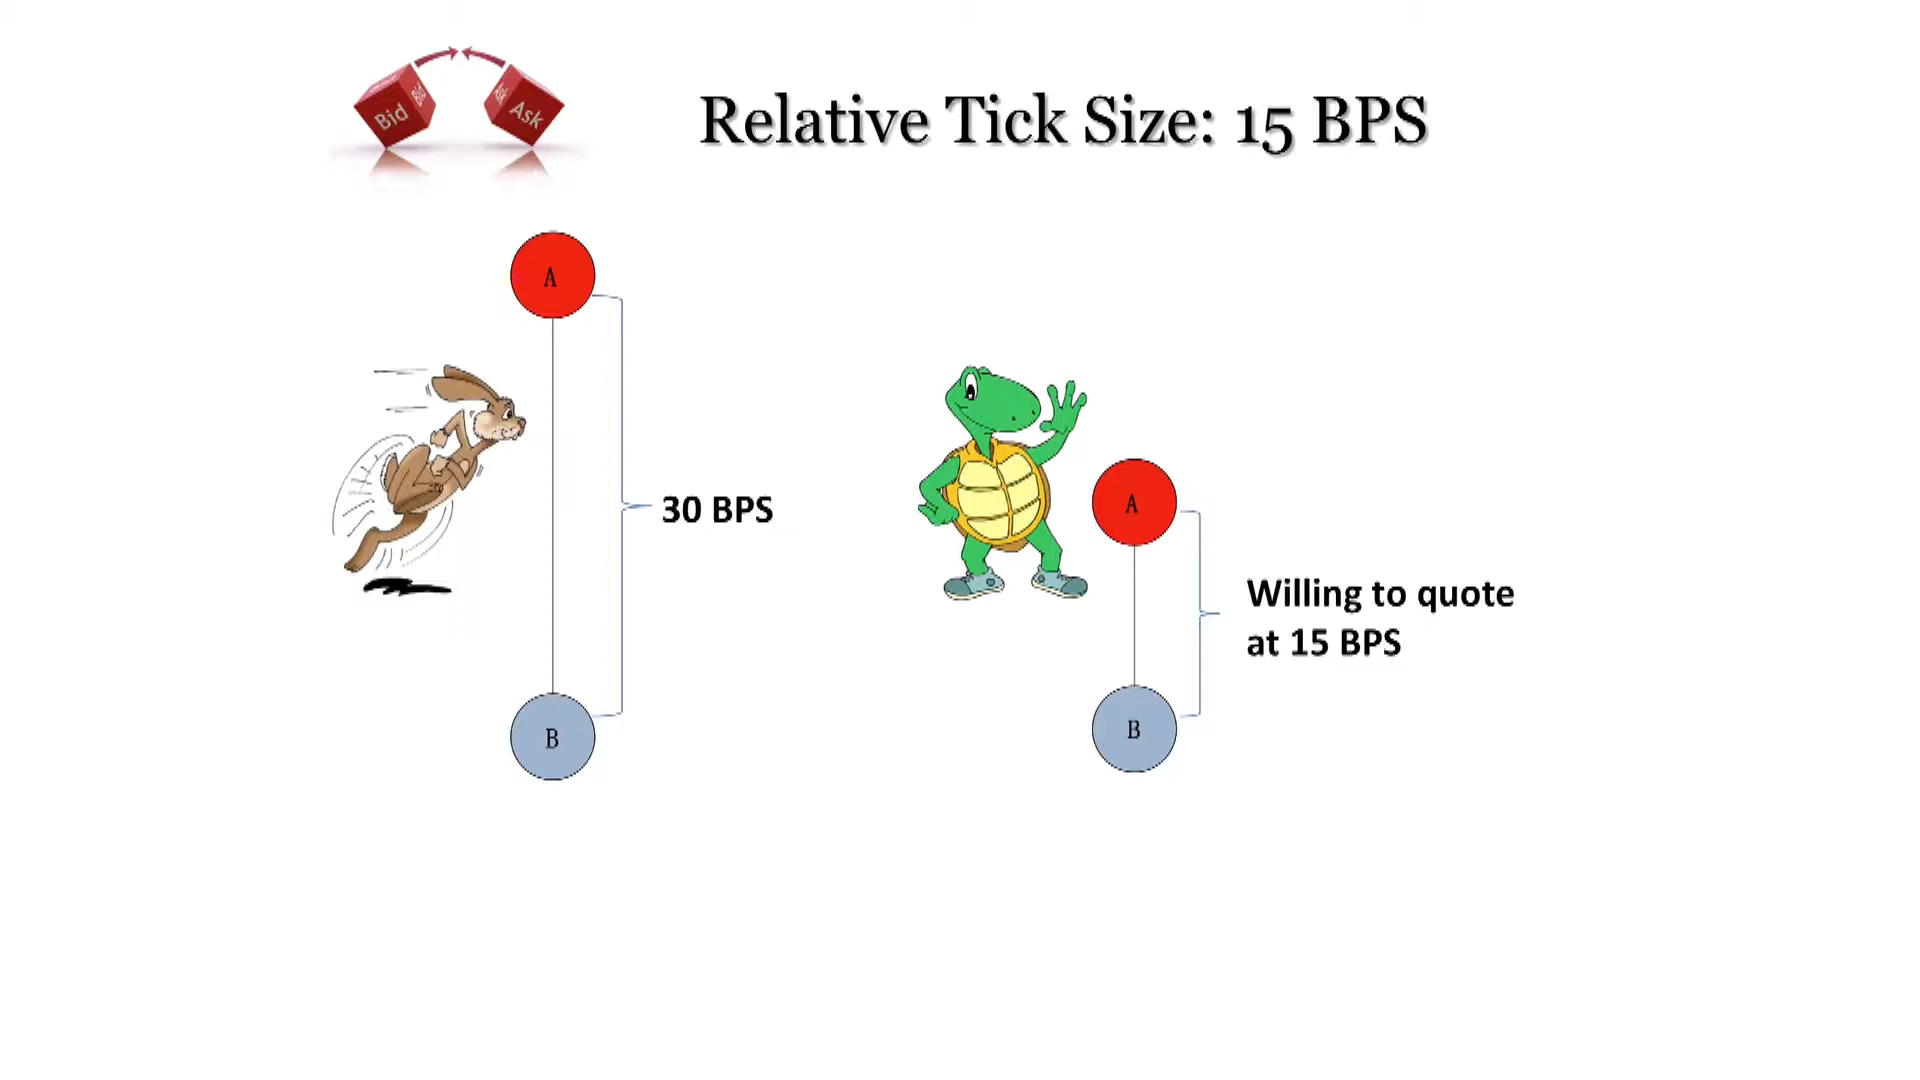 Bid
Bid
Ask
Ask
Relative Tick Size: 15 BPS
A
30 BPS
B
A
Willing to quote
at 15 BPS
B